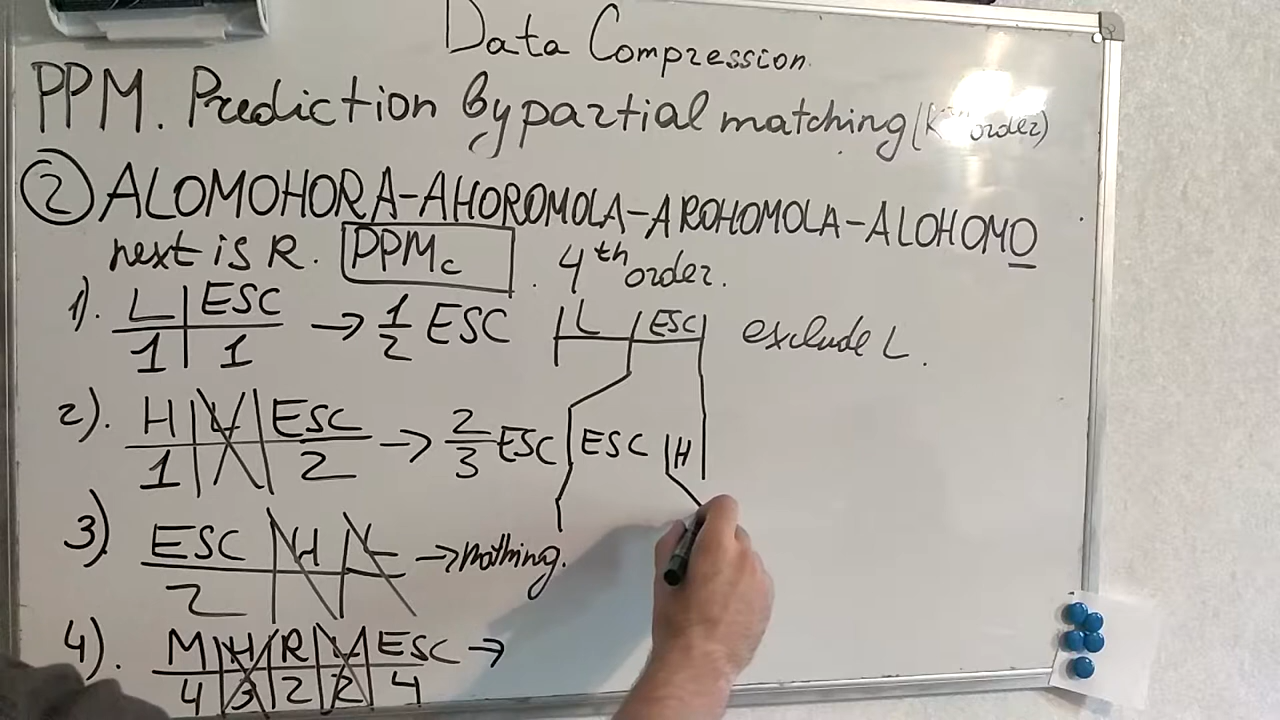 Data Compression.
PPM. Prediction by partial matching (k order)
② ALOMOHORA-AHOROMOLA-AROHOMOLA-ALOHOMO
next is R. PPMc. 4th order.
1). L | ESC → 1/2 ESC L | ESC exclude L.
1 | 1
2). H | L | ESC → 2/3 ESC ESC | H
1 | 2
3) ESC | H | L → nothing.
2
4). M | H | R | L | ESC →
4 | 3 | 2 | 2 | 4